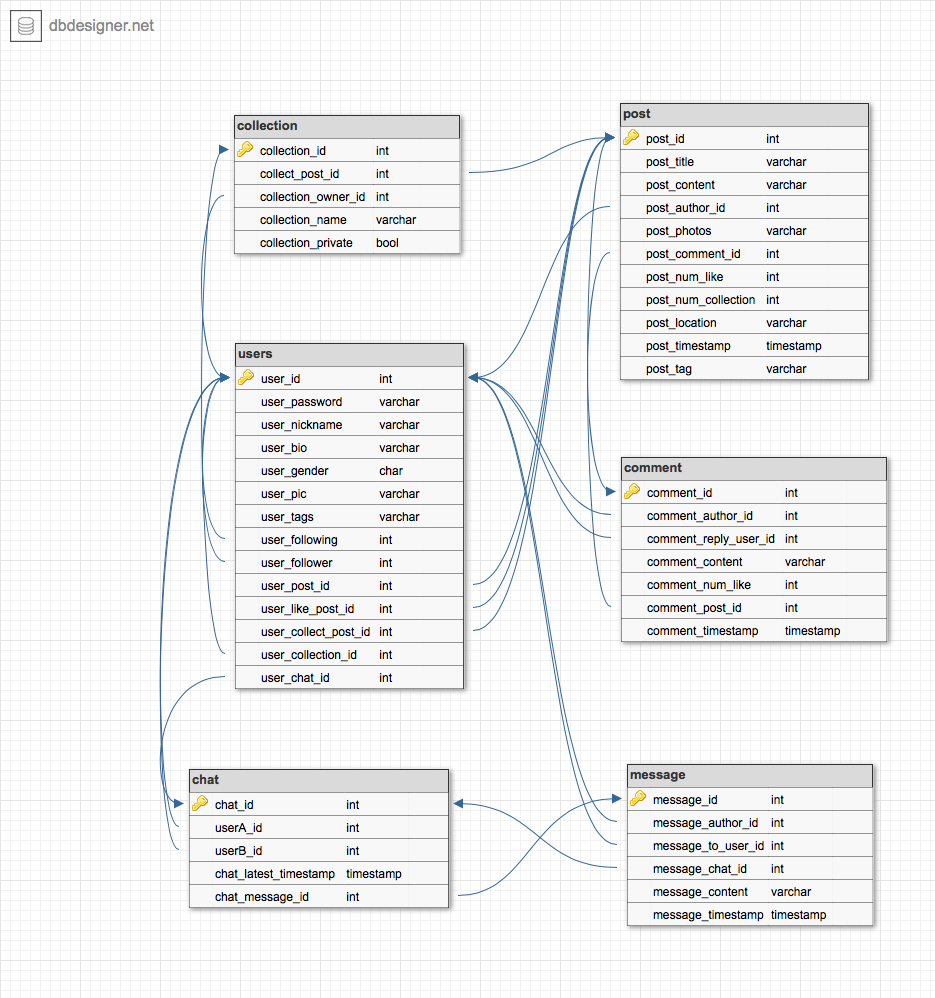 dbdesigner.net
collection
collection_id int
collect_post_id int
collection_owner_id int
collection_name varchar
collection_private bool
post
post_id int
post_title varchar
post_content varchar
post_author_id int
post_photos varchar
post_comment_id int
post_num_like int
post_num_collection int
post_location varchar
post_timestamp timestamp
post_tag varchar
users
user_id int
user_password varchar
user_nickname varchar
user_bio varchar
user_gender char
user_pic varchar
user_tags varchar
user_following int
user_follower int
user_post_id int
user_like_post_id int
user_collect_post_id int
user_collection_id int
user_chat_id int
comment
comment_id int
comment_author_id int
comment_reply_user_id int
comment_content varchar
comment_num_like int
comment_post_id int
comment_timestamp timestamp
chat
chat_id int
userA_id int
userB_id int
chat_latest_timestamp timestamp
chat_message_id int
message
message_id int
message_author_id int
message_to_user_id int
message_chat_id int
message_content varchar
message_timestamp timestamp